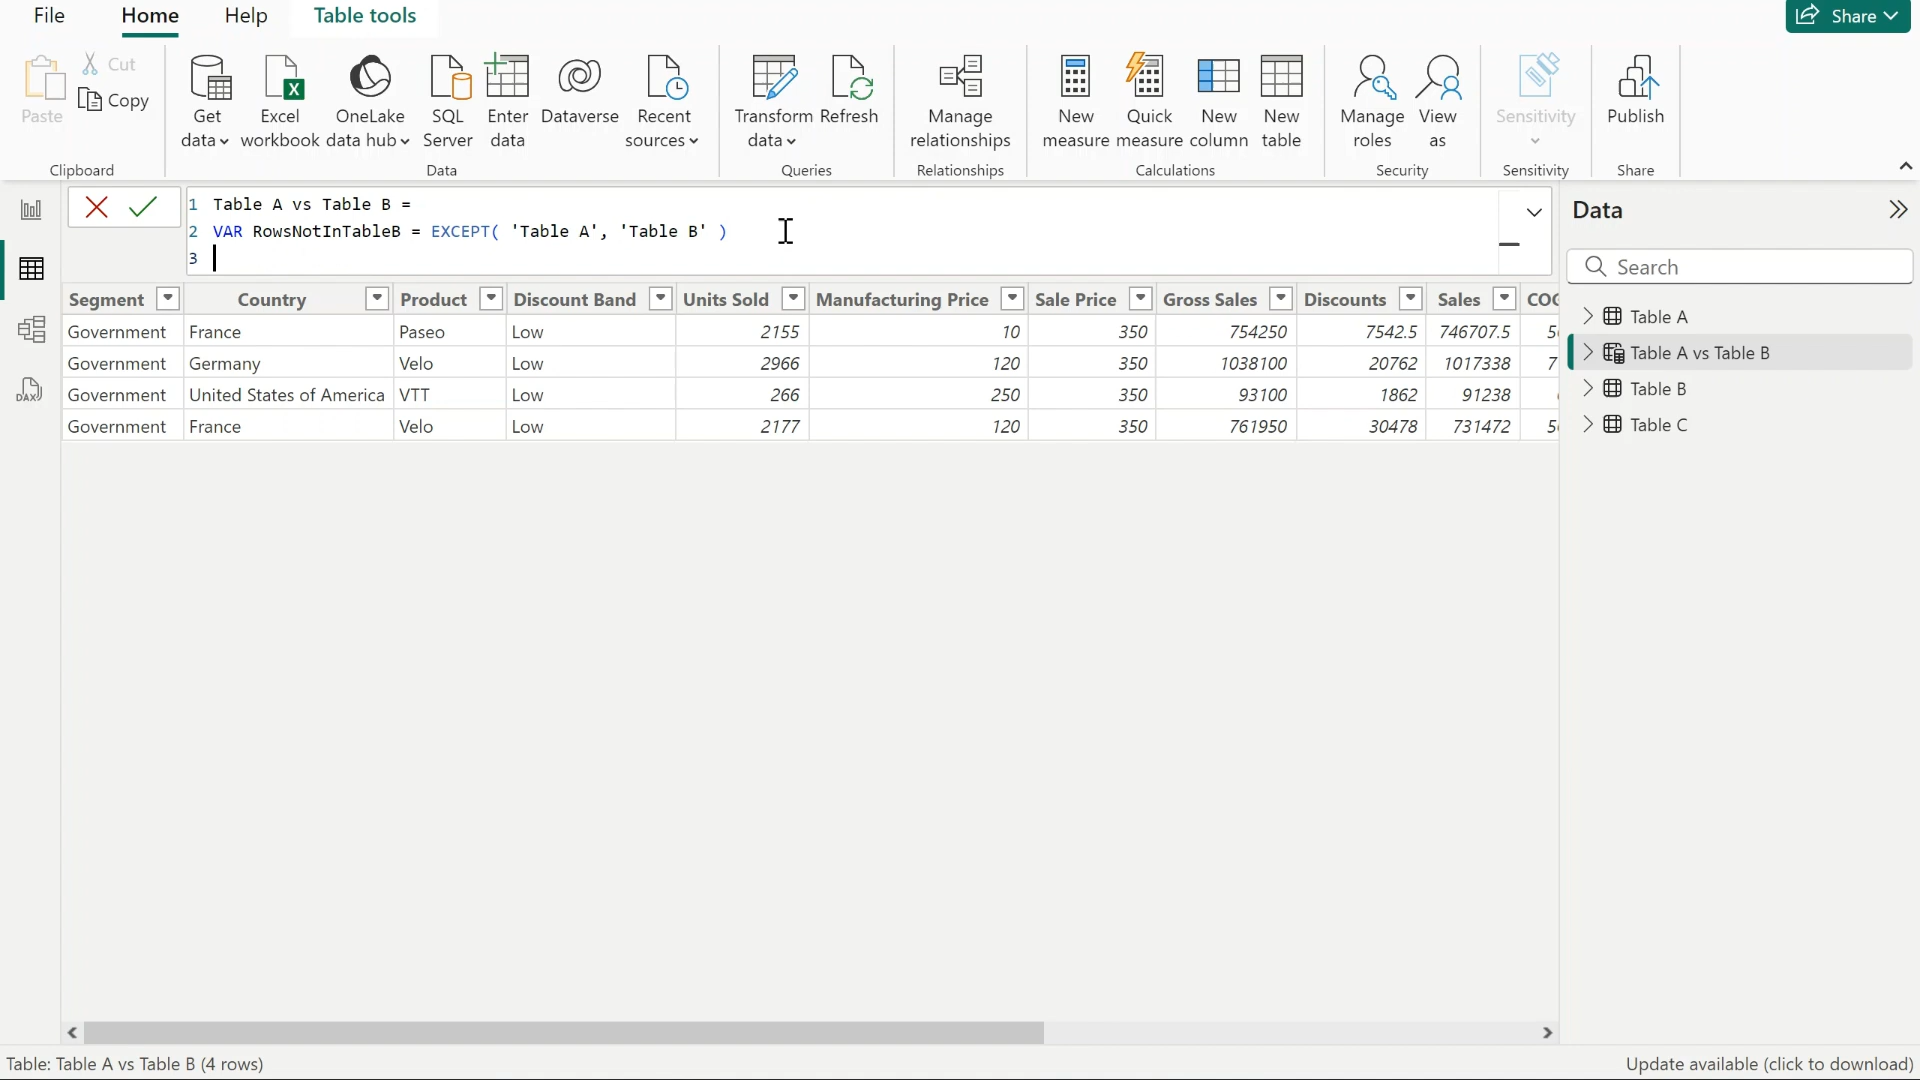 File Home Help Table tools Share
Paste Cut Copy
Get data Excel workbook OneLake data hub SQL Server Enter data Dataverse Recent sources Transform data Refresh Manage relationships New measure Quick measure New column New table Manage roles View as Sensitivity Publish
Clipboard Data Queries Relationships Calculations Security Sensitivity Share
1 Table A vs Table B =
2 VAR RowsNotInTableB = EXCEPT( 'Table A', 'Table B' )
3
Segment Country Product Discount Band Units Sold Manufacturing Price Sale Price Gross Sales Discounts Sales
Government France Paseo Low 2155 10 350 754250 7542.5 746707.5
Government Germany Velo Low 2966 120 350 1038100 20762 1017338
Government United States of America VTT Low 266 250 350 93100 1862 91238
Government France Velo Low 2177 120 350 761950 30478 731472
Data
Search
Table A
Table A vs Table B
Table B
Table C
DAX
Table: Table A vs Table B (4 rows)
Update available (click to download)